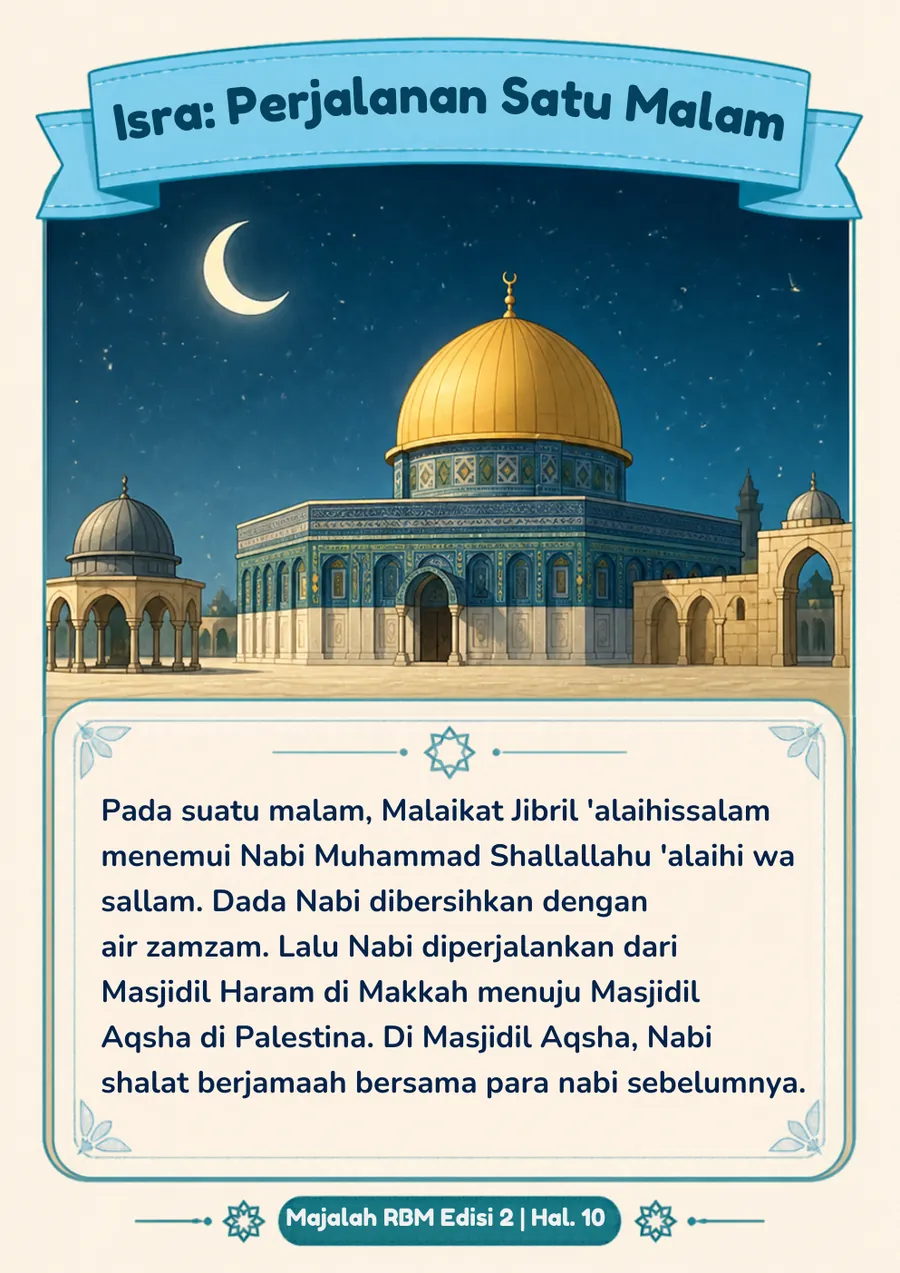 Isra: Perjalanan Satu Malam
Pada suatu malam, Malaikat Jibril 'alaihissalam
menemui Nabi Muhammad Shallallahu 'alaihi wa
sallam. Dada Nabi dibersihkan dengan
air zamzam. Lalu Nabi diperjalankan dari
Masjidil Haram di Makkah menuju Masjidil
Aqsha di Palestina. Di Masjidil Aqsha, Nabi
shalat berjamaah bersama para nabi sebelumnya.
Majalah RBM Edisi 2 | Hal. 10